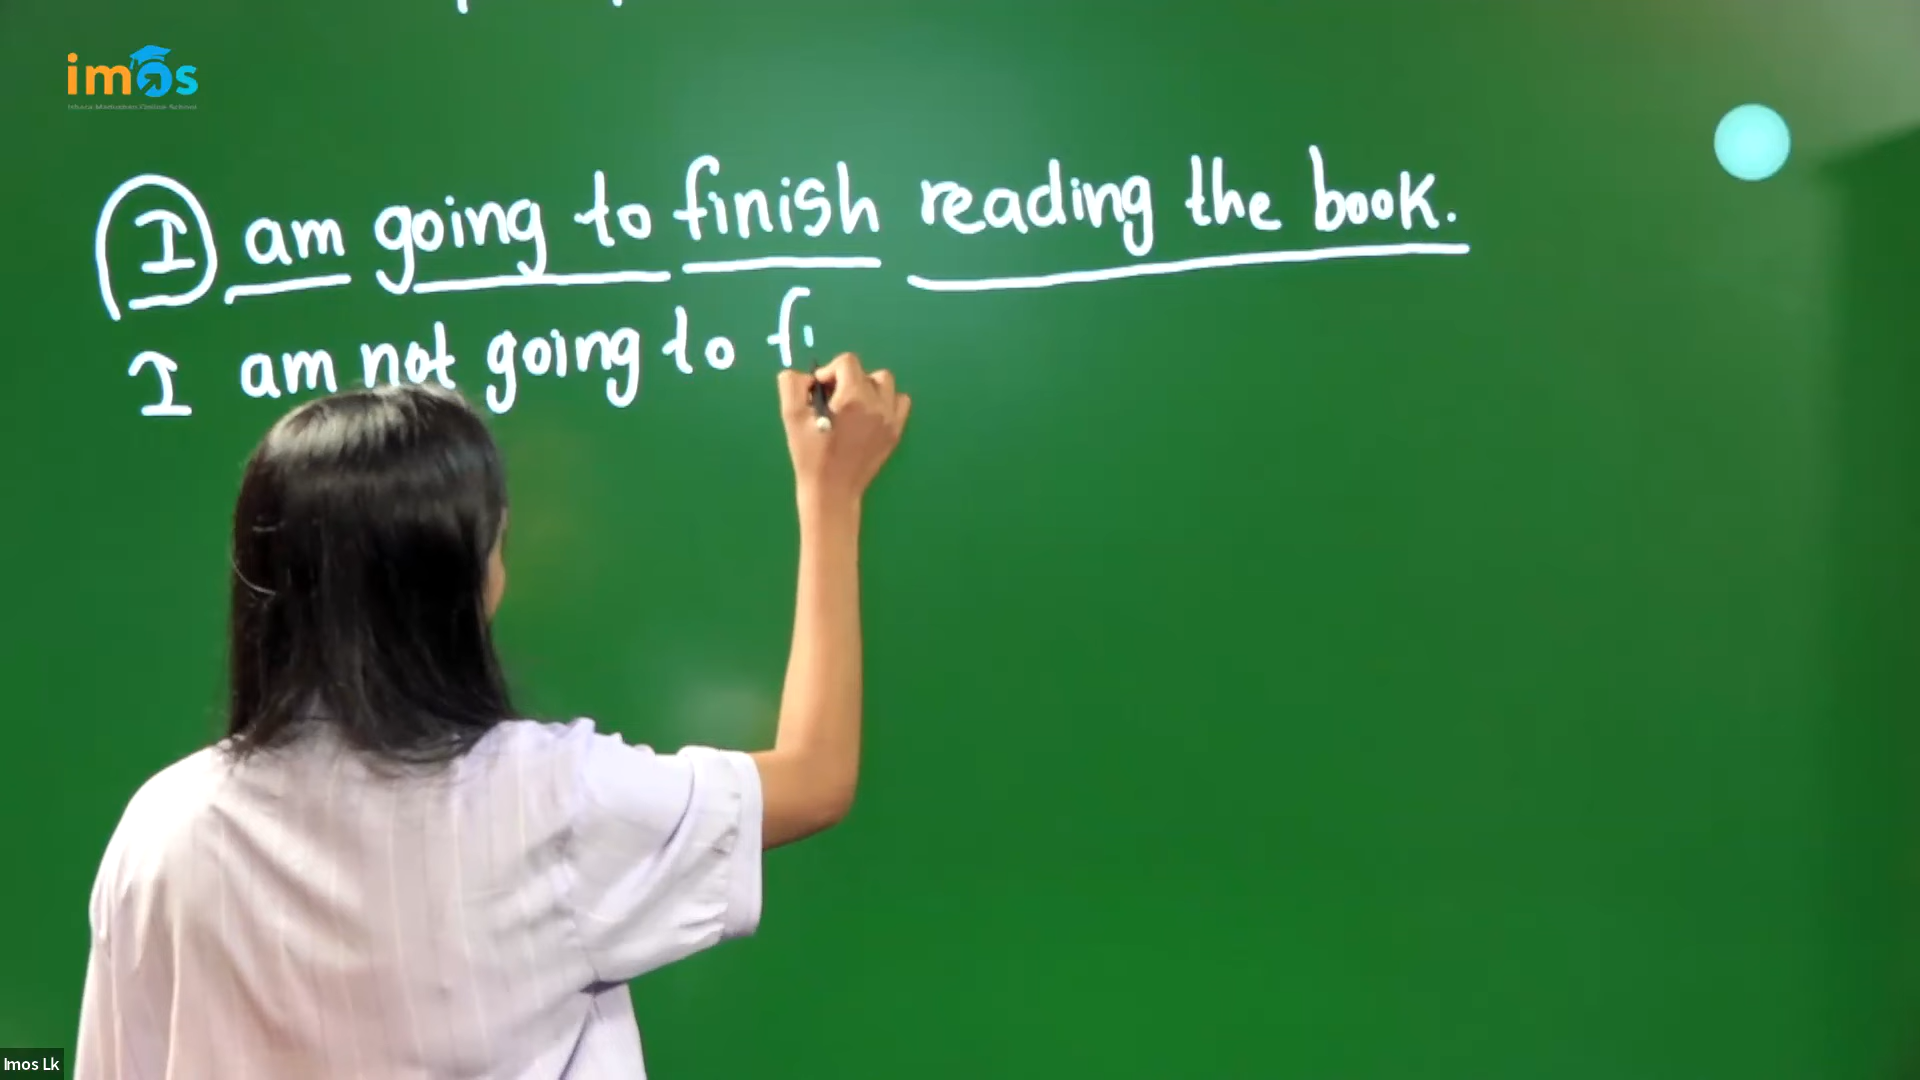 imos
I am going to finish reading the book.
I am not going to fi
Imos Lk